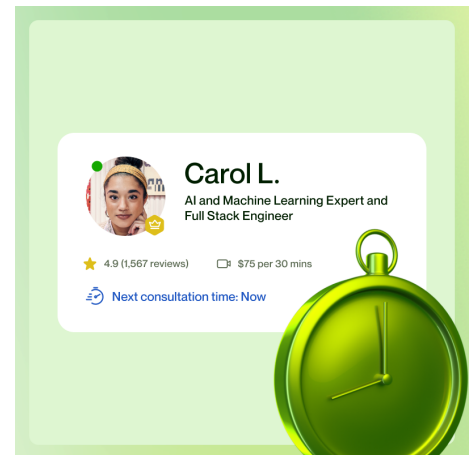 Carol L.
AI and Machine Learning Expert and
Full Stack Engineer
4.9 (1,567 reviews)
$75 per 30 mins
Next consultation time: Now